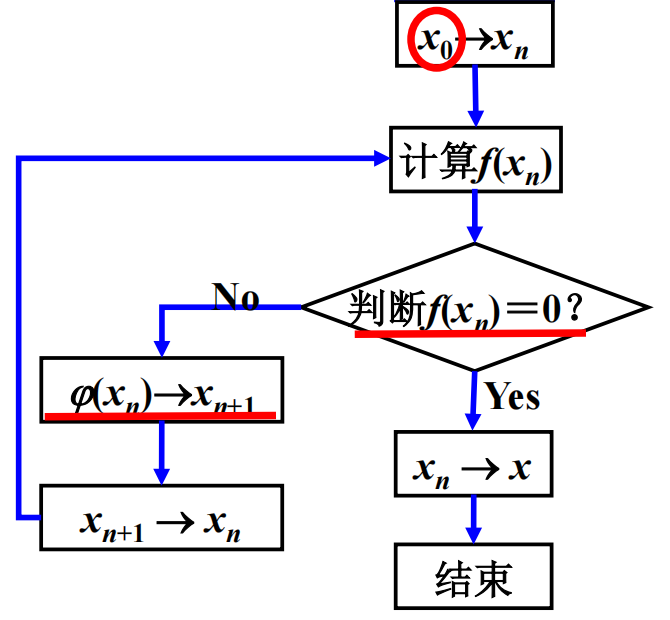 x₀→xₙ
计算f(xₙ)
判断f(xₙ)=0?
No
φ(xₙ)→xₙ₊₁
Yes
xₙ→x
xₙ₊₁→xₙ
结束